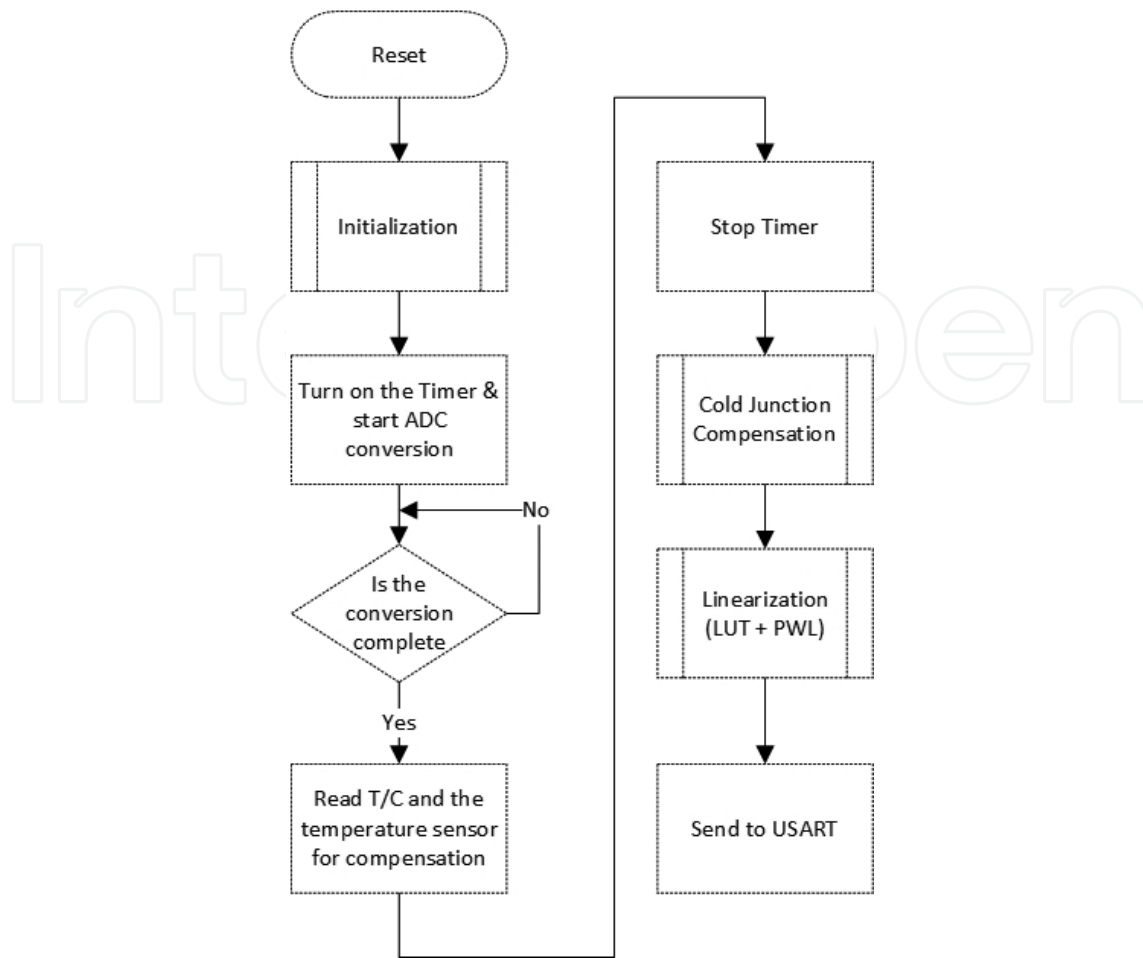 Reset
Initialization
Turn on the Timer &
start ADC
conversion
No
Is the
conversion
complete
Yes
Read T/C and the
temperature sensor
for compensation
Stop Timer
Cold Junction
Compensation
Linearization
(LUT + PWL)
Send to USART